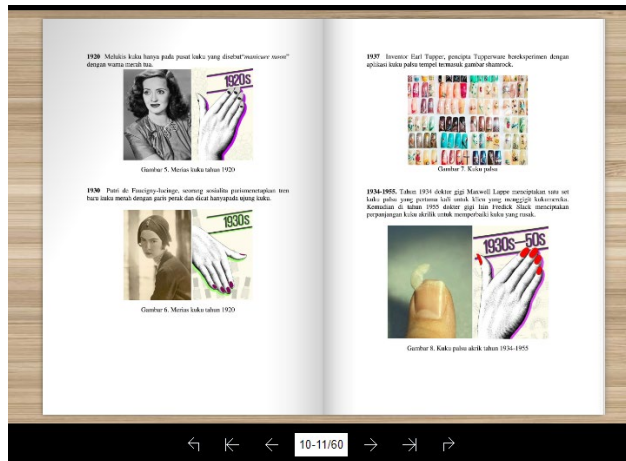 1920 Melukis kuku hanya pada pusat kuku yang disebut"manicure moon"
dengan warna merah tua.
1920s
Gambar 5. Merias kuku tahun 1920
1930 Putri de Faucigny-lucinge, seorang sosialita parismenetapkan tren
baru kuku merah dengan garis perak dan dicat hanyapada ujung kuku.
1930s
Gambar 6. Merias kuku tahun 1920
1937 Inventor Earl Tupper, pencipta Tupperware bereksperimen dengan
aplikasi kuku palsu tempel termasuk gambar shamrock.
Gambar 7. Kuku palsu
1934-1955. Tahun 1934 dokter gigi Maxwell Lappe menciptakan satu set
kuku palsu yang pertama kali untuk klien yang menggigit kukumereka.
Kemudian di tahun 1955 dokter gigi lain Fredick Slack menciptakan
perpanjangan kuku akrilik untuk memperbaiki kuku yang rusak.
1930s-50s
Gambar 8. Kuku palsu akrik tahun 1934-1955
10-11/60